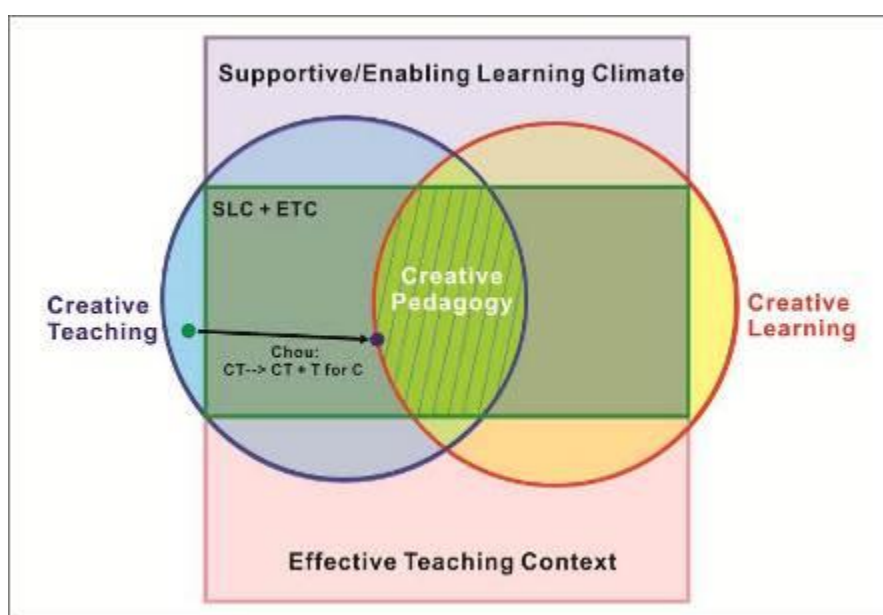 Supportive/Enabling Learning Climate
SLC + ETC
Creative
Teaching
Creative
Pedagogy
Creative
Learning
Chou:
CT--> CT + T for C
Effective Teaching Context